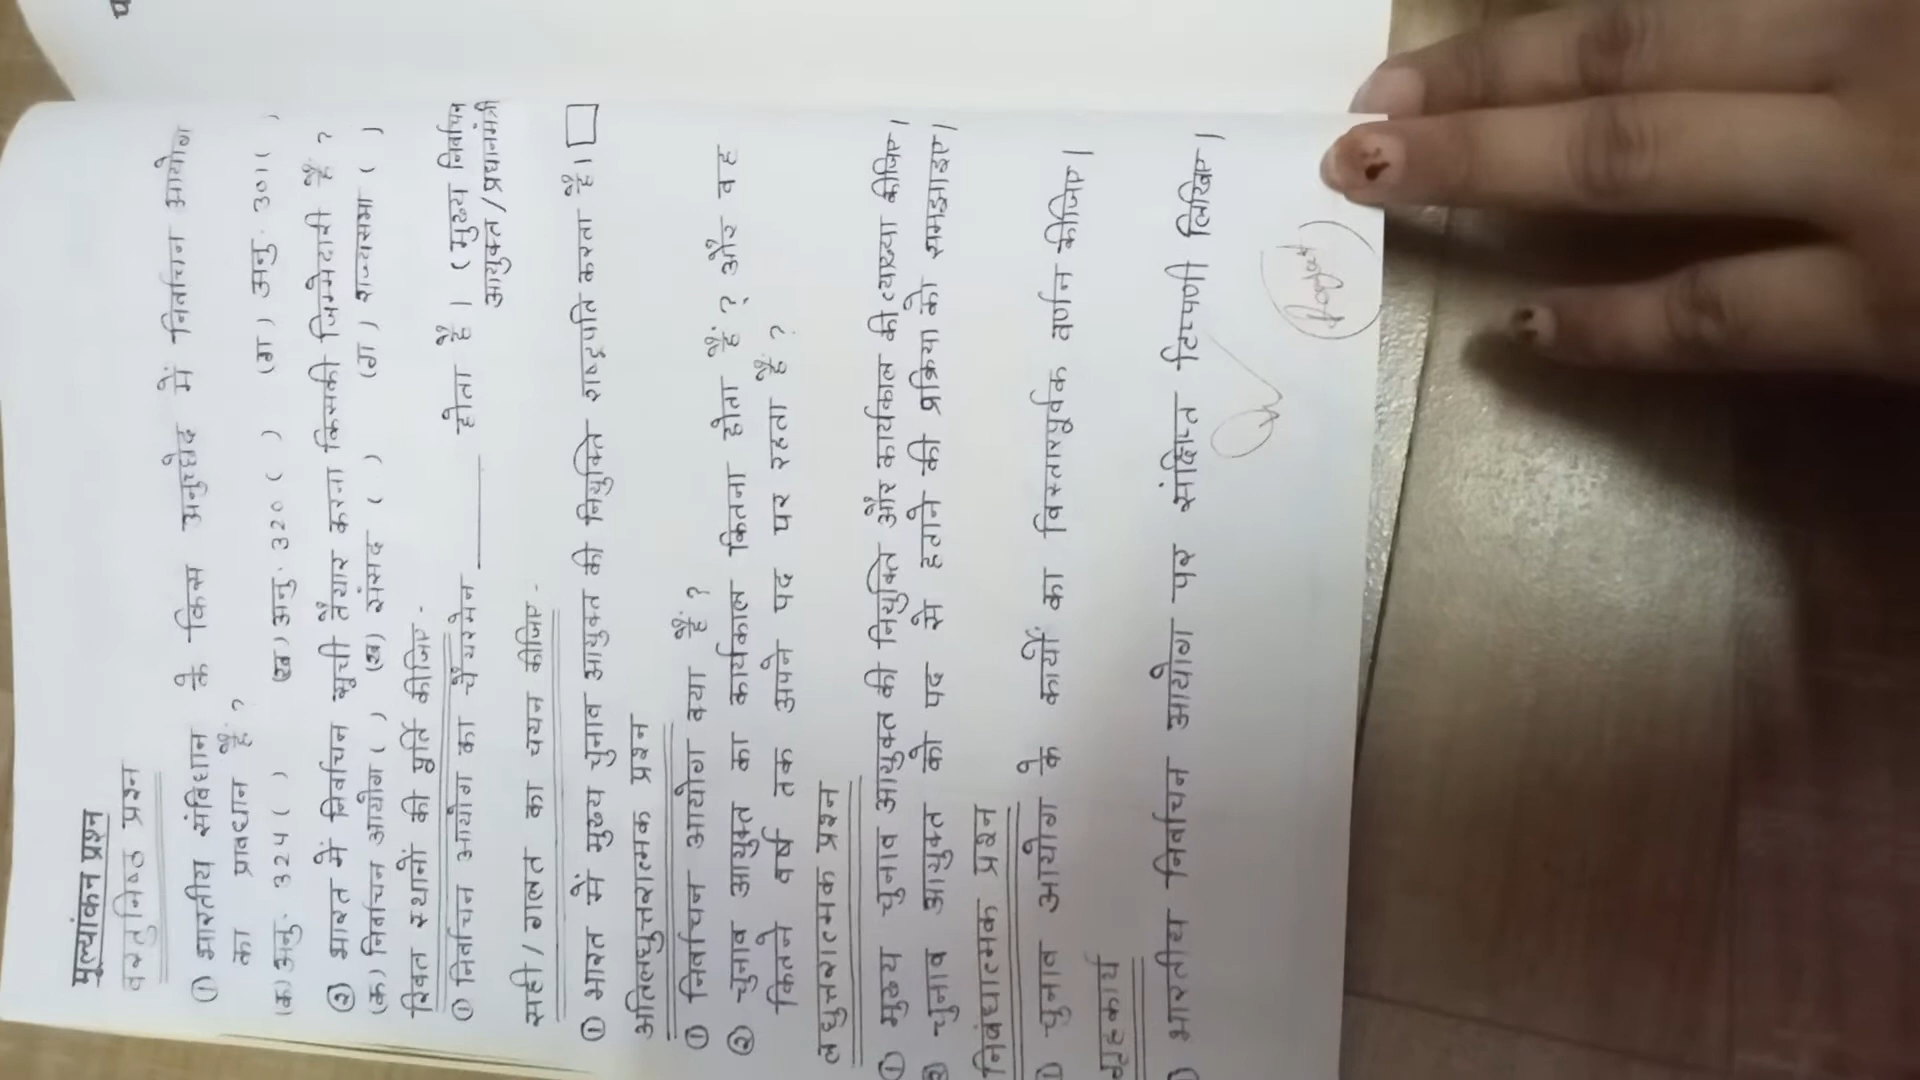 मूल्यांकन प्रश्न
वस्तुनिष्ठ प्रश्न
① भारतीय संविधान के किस अनुच्छेद में निर्वाचन आयोग
का प्रावधान है ?
(क) अनु. 324 ( ) (ख) अनु. 320 ( ) (ग) अनु. 301 ( )
② भारत में निर्वाचन सूची तैयार करना किसकी जिम्मेदारी है ?
(क) निर्वाचन आयोग ( ) (ख) संसद ( ) (ग) राज्यसभा ( )
रिक्त स्थानों की पूर्ति कीजिए -
① निर्वाचन आयोग का चैयरमेन ______ होता है । ( मुख्य निर्वाचन
आयुक्त / प्रधानमंत्री
सही / गलत का चयन कीजिए -
① भारत में मुख्य चुनाव आयुक्त की नियुक्ति राष्ट्रपति करता है। □
अतिलघुत्तरात्मक प्रश्न
① निर्वाचन आयोग क्या है ?
② चुनाव आयुक्त का कार्यकाल कितना होता है ? और वह
कितने वर्ष तक अपने पद पर रहता है ?
लघुत्तरात्मक प्रश्न
① मुख्य चुनाव आयुक्त की नियुक्ति और कार्यकाल की व्याख्या कीजिए।
② चुनाव आयुक्त को पद से हटाने की प्रक्रिया को समझाइए।
निबंधात्मक प्रश्न
① चुनाव आयोग के कार्यों का विस्तारपूर्वक वर्णन कीजिए।
गृहकार्य
① भारतीय निर्वाचन आयोग पर संक्षिप्त टिप्पणी लिखिए।